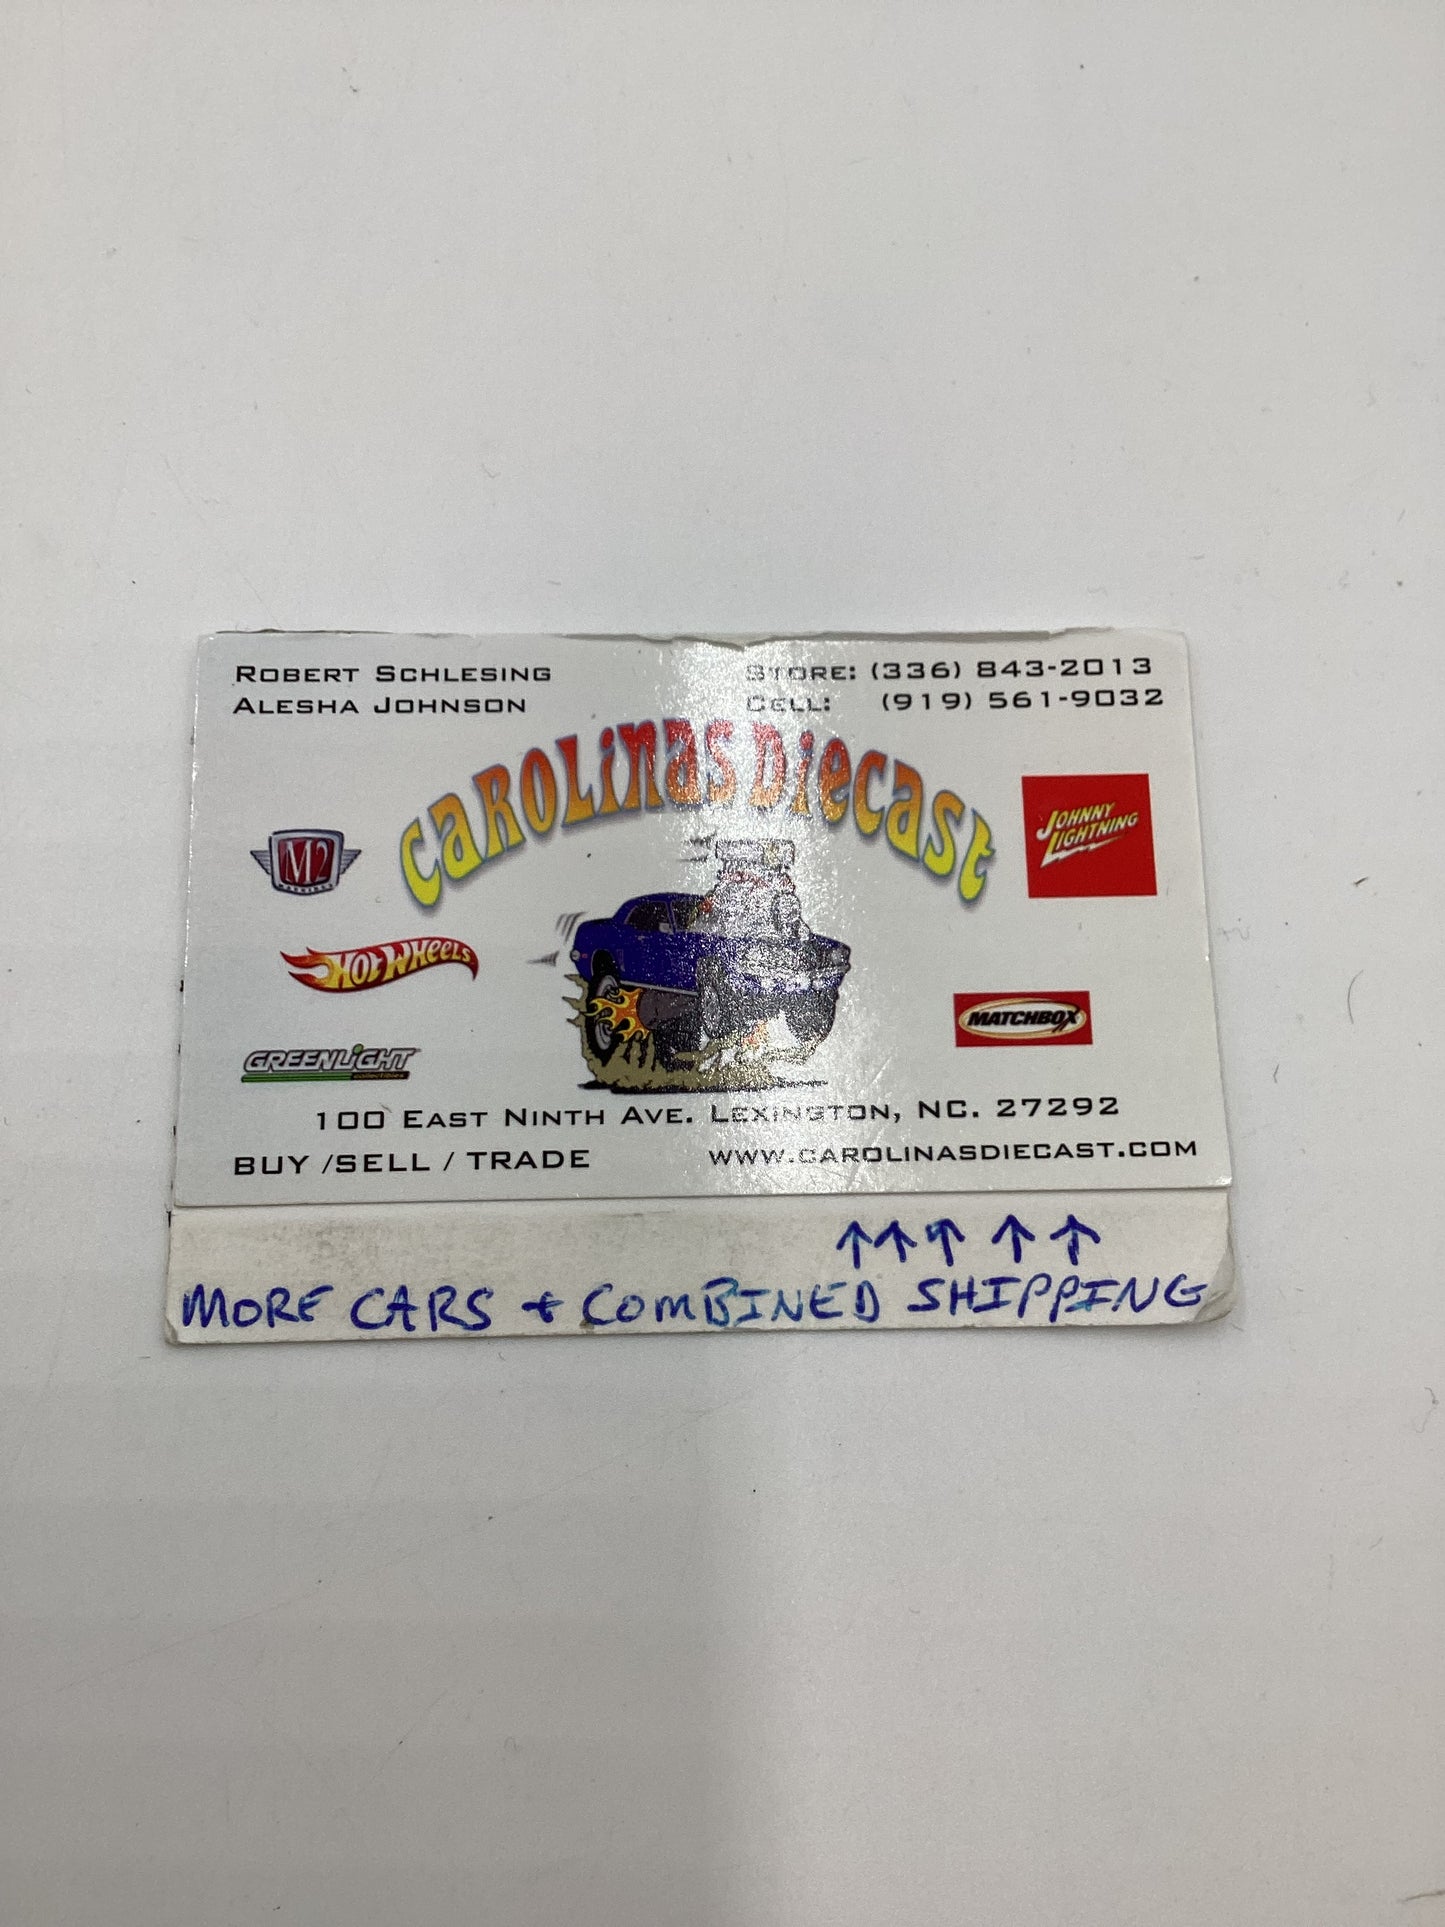 ROBERT SCHLESING
ALESHA JOHNSON
STORE: (336) 843-2013
CELL: (919) 561-9032
CAROLINAS DIECAST
M2
MACHINES
JOHNNY
LIGHTNING
HOT WHEELS
MATCHBOX
GREENLIGHT
collectibles
100 EAST NINTH AVE. LEXINGTON, NC. 27292
BUY /SELL / TRADE
WWW.CAROLINASDIECAST.COM
↑↑↑↑↑
MORE CARS + COMBINED SHIPPING